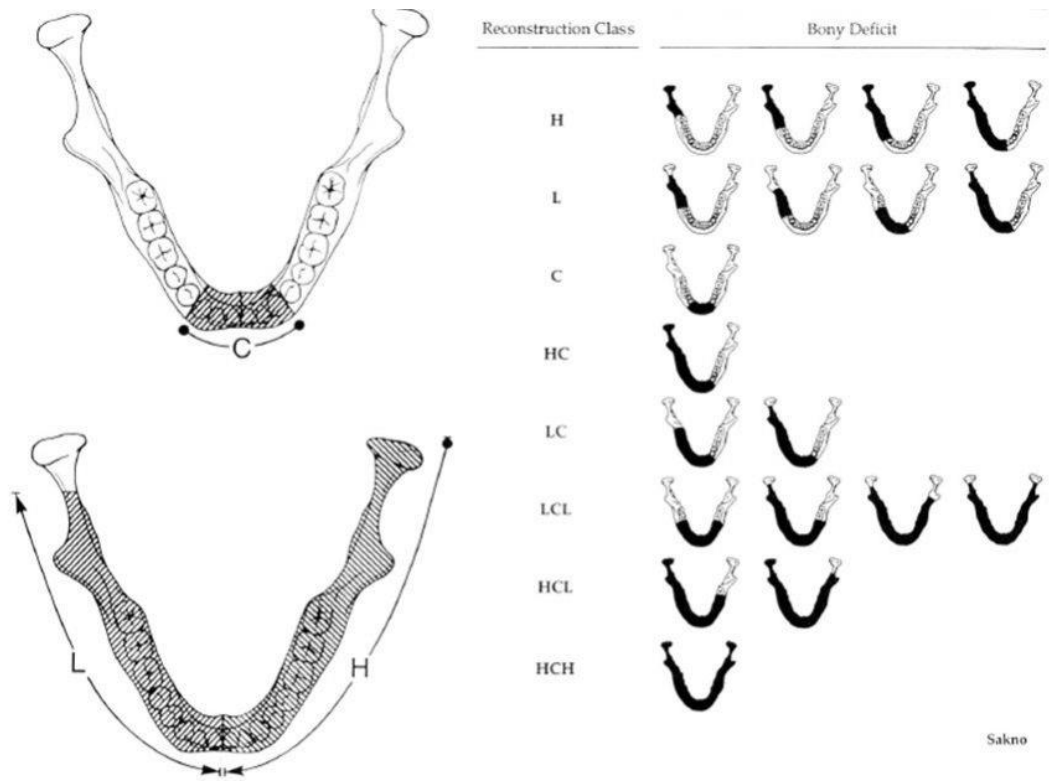 C
L
H
Reconstruction Class
Bony Deficit
H
L
C
HC
LC
LCL
HCL
HCH
Sakno